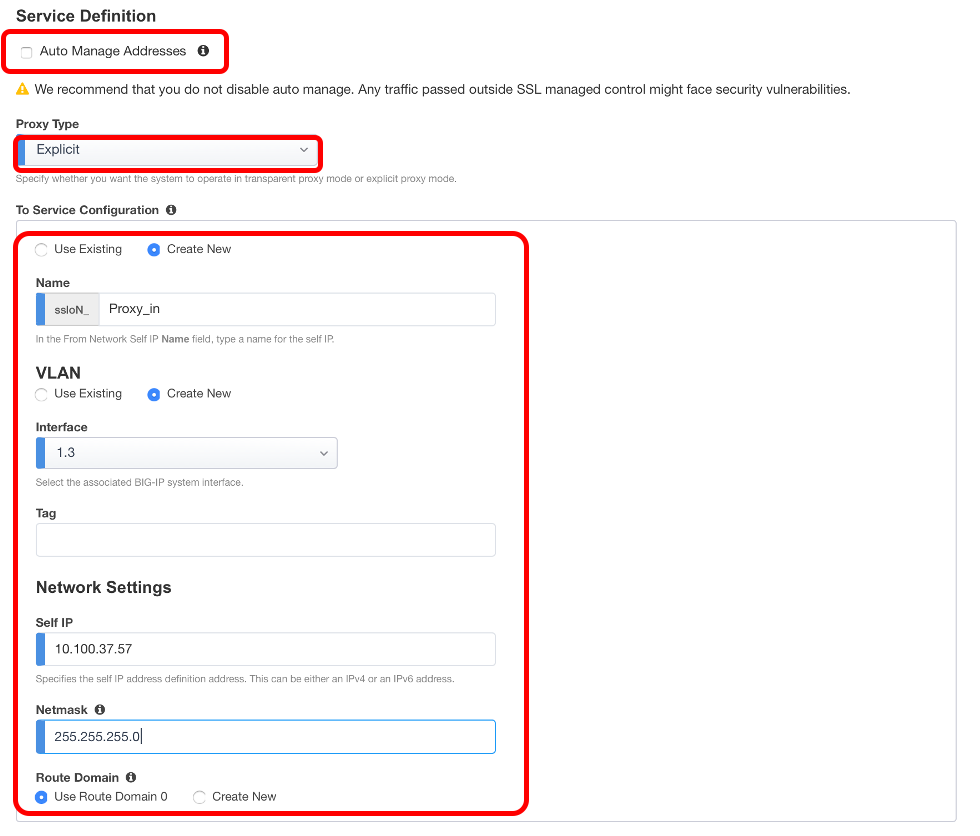 Service Definition
Auto Manage Addresses
We recommend that you do not disable auto manage. Any traffic passed outside SSL managed control might face security vulnerabilities.
Proxy Type
Explicit
Specify whether you want the system to operate in transparent proxy mode or explicit proxy mode.
To Service Configuration
Use Existing Create New
Name
ssloN_ Proxy_in
In the From Network Self IP Name field, type a name for the self IP.
VLAN
Use Existing Create New
Interface
1.3
Select the associated BIG-IP system interface.
Tag
Network Settings
Self IP
10.100.37.57
Specifies the self IP address definition address. This can be either an IPv4 or an IPv6 address.
Netmask
255.255.255.0
Route Domain
Use Route Domain 0 Create New